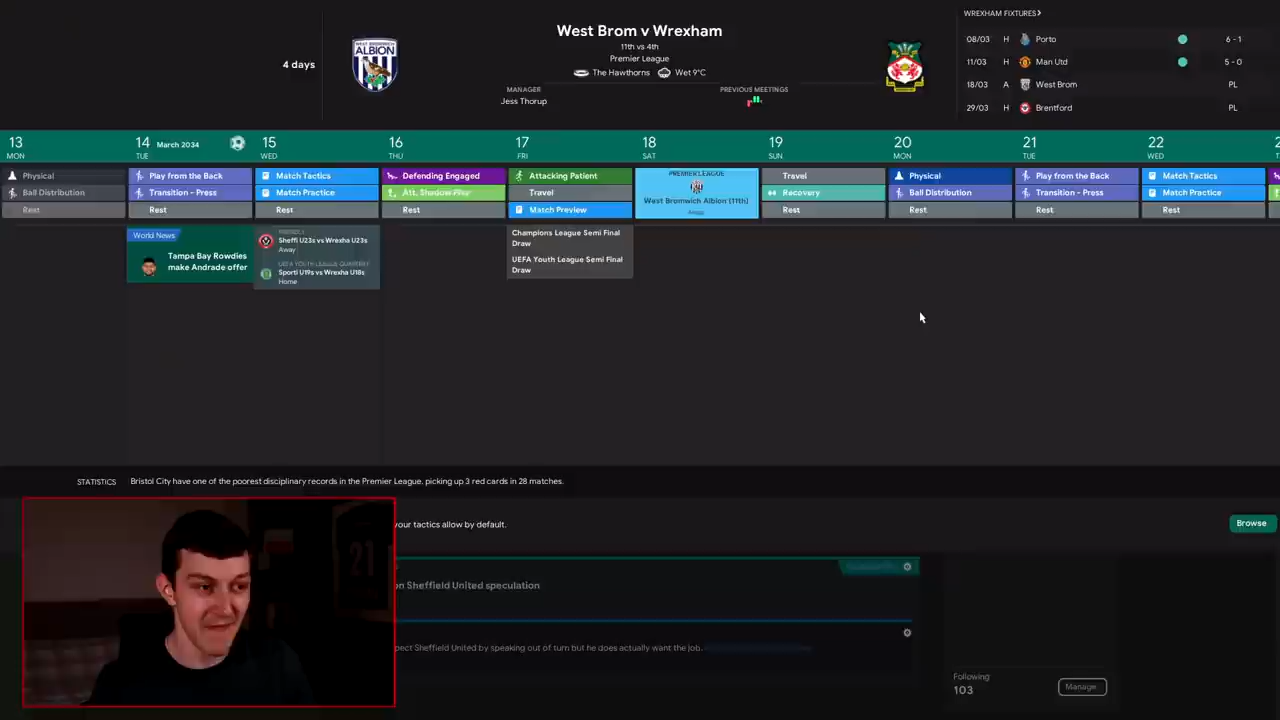 West Brom v Wrexham
11th vs 4th
Premier League
The Hawthorns Wet 9°C
4 days
MANAGER
Jess Thorup
PREVIOUS MEETINGS
WREXHAM FIXTURES
08/03 H Porto 6 - 1
11/03 H Man Utd 5 - 0
18/03 A West Brom PL
29/03 H Brentford PL
13 14 March 2034 15 16 17 18 19 20 21 22
MON TUE WED THU FRI SAT SUN MON TUE WED
Physical Play from the Back Match Tactics Defending Engaged Attacking Patient PREMIER LEAGUE Travel Physical Play from the Back Match Tactics
Ball Distribution Transition - Press Match Practice Att. Shadow Play Travel West Bromwich Albion (11th) Recovery Ball Distribution Transition - Press Match Practice
Rest Rest Rest Rest Match Preview Away Rest Rest Rest Rest
World News
Tampa Bay Rowdies
make Andrade offer
Sheffi U23s vs Wrexha U23s
Away
UEFA YOUTH LEAGUE QUARTER
Sporti U19s vs Wrexha U18s
Home
Champions League Semi Final
Draw
UEFA Youth League Semi Final
Draw
STATISTICS Bristol City have one of the poorest disciplinary records in the Premier League, picking up 3 red cards in 28 matches.
your tactics allow by default.
Browse
on Sheffield United speculation
pect Sheffield United by speaking out of turn but he does actually want the job.
Following
103
Manage
21